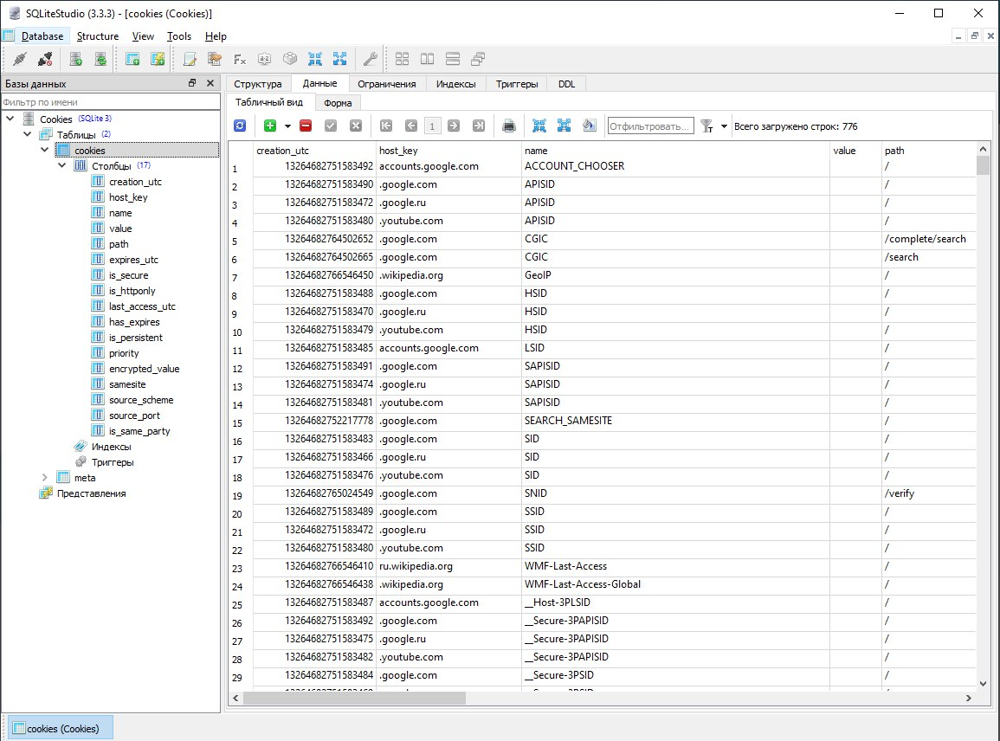 SQLiteStudio (3.3.3) - [cookies (Cookies)]
Database Structure View Tools Help
Базы данных
Фильтр по имени
Cookies (SQLite 3)
Таблицы (2)
cookies
Столбцы (17)
creation_utc
host_key
name
value
path
expires_utc
is_secure
is_httponly
last_access_utc
has_expires
is_persistent
priority
encrypted_value
samesite
source_scheme
source_port
is_same_party
Индексы
Триггеры
meta
Представления
Структура Данные Ограничения Индексы Триггеры DDL
Табличный вид Форма
1 Отфильтровать... Всего загружено строк: 776
creation_utc host_key name value path
1 13264682751583492 accounts.google.com ACCOUNT_CHOOSER /
2 13264682751583490 .google.com APISID /
3 13264682751583472 .google.ru APISID /
4 13264682751583480 .youtube.com APISID /
5 13264682764502652 .google.com CGIC /complete/search
6 13264682764502665 .google.com CGIC /search
7 13264682766546450 .wikipedia.org GeoIP /
8 13264682751583488 .google.com HSID /
9 13264682751583470 .google.ru HSID /
10 13264682751583479 .youtube.com HSID /
11 13264682751583485 accounts.google.com LSID /
12 13264682751583491 .google.com SAPISID /
13 13264682751583474 .google.ru SAPISID /
14 13264682751583481 .youtube.com SAPISID /
15 13264682752217778 .google.com SEARCH_SAMESITE /
16 13264682751583483 .google.com SID /
17 13264682751583466 .google.ru SID /
18 13264682751583476 .youtube.com SID /
19 13264682765024549 .google.com SNID /verify
20 13264682751583489 .google.com SSID /
21 13264682751583472 .google.ru SSID /
22 13264682751583480 .youtube.com SSID /
23 13264682766546410 ru.wikipedia.org WMF-Last-Access /
24 13264682766546438 .wikipedia.org WMF-Last-Access-Global /
25 13264682751583487 accounts.google.com __Host-3PLSID /
26 13264682751583492 .google.com __Secure-3PAPISID /
27 13264682751583475 .google.ru __Secure-3PAPISID /
28 13264682751583482 .youtube.com __Secure-3PAPISID /
29 13264682751583484 .google.com __Secure-3PSID /
cookies (Cookies)